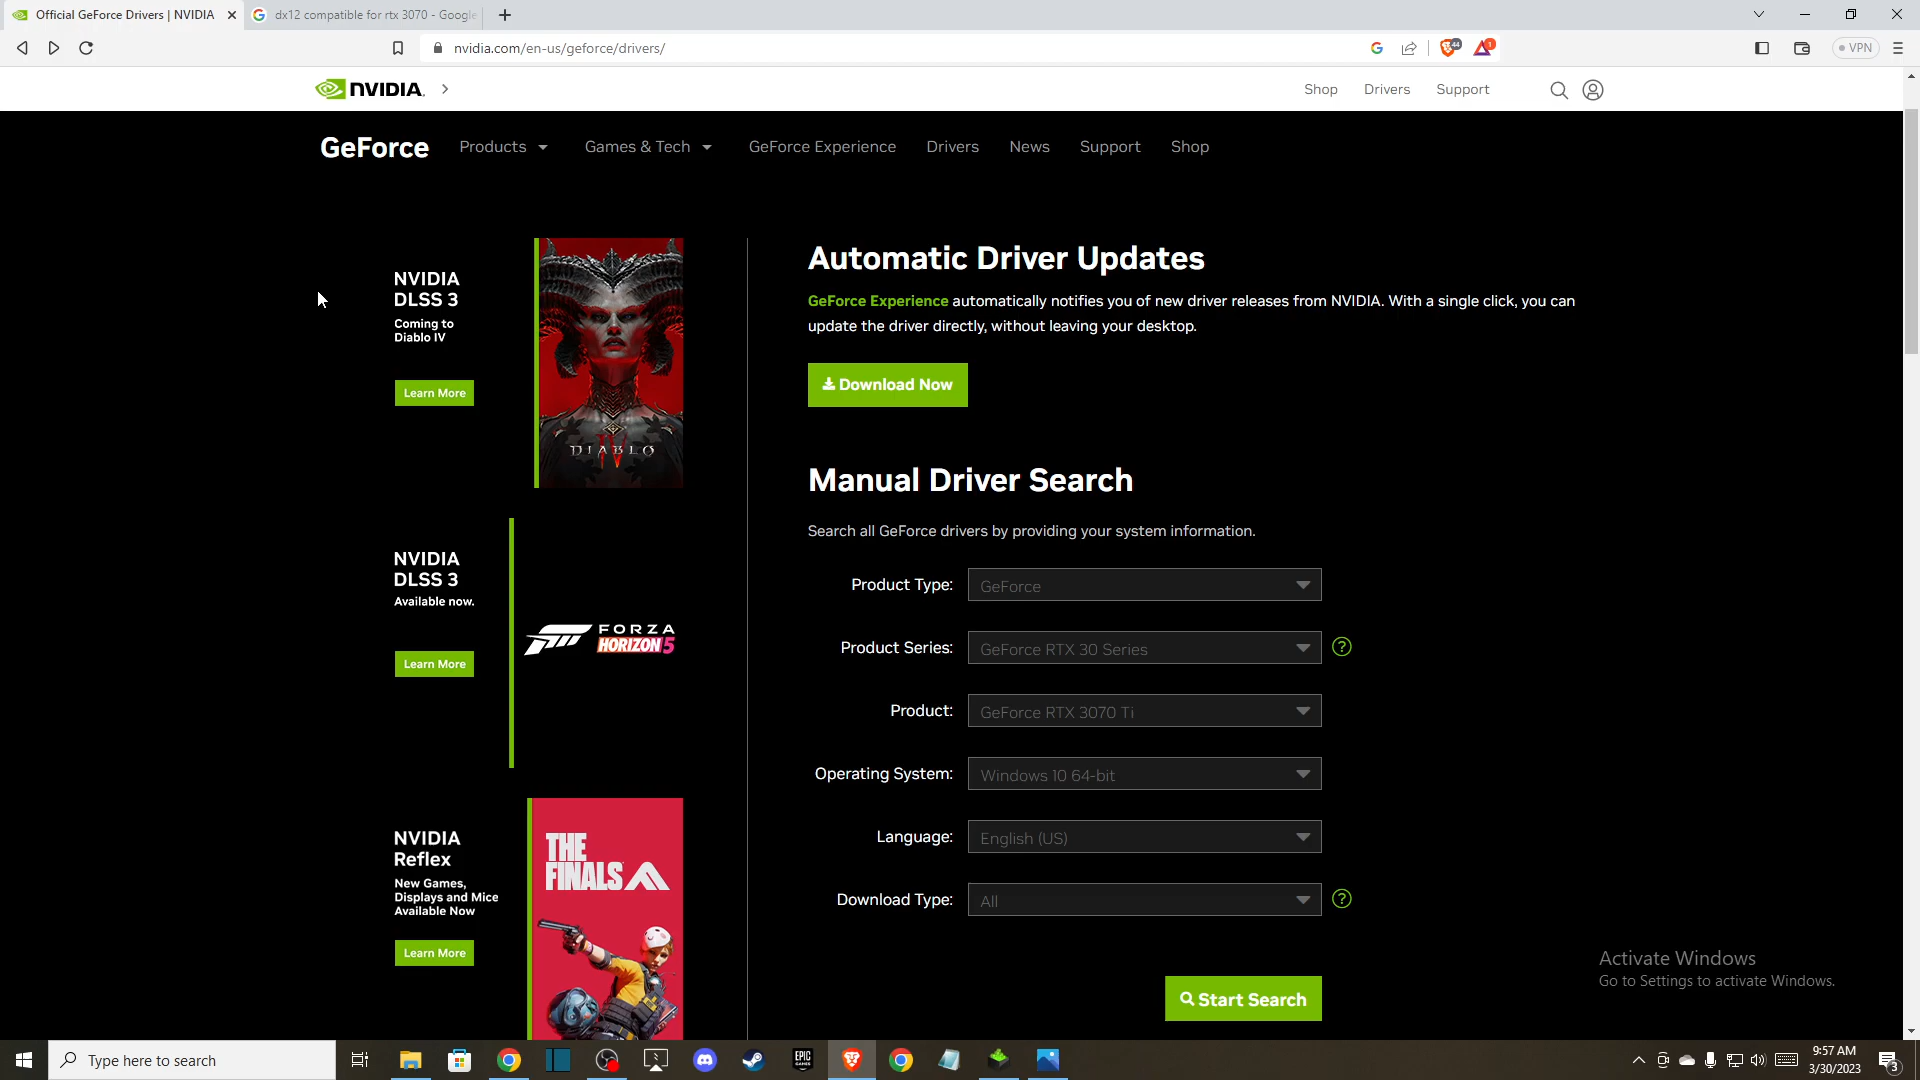 Official GeForce Drivers | NVIDIA
dx12 compatible for rtx 3070 - Google
nvidia.com/en-us/geforce/drivers/
44
1
VPN
NVIDIA.
Shop
Drivers
Support
GeForce
Products
Games & Tech
GeForce Experience
Drivers
News
Support
Shop
NVIDIA
DLSS 3
Coming to
Diablo IV
Learn More
DIABLO
IV
NVIDIA
DLSS 3
Available now.
Learn More
FORZA
HORIZON 5
NVIDIA
Reflex
New Games,
Displays and Mice
Available Now
Learn More
THE
FINALS
Automatic Driver Updates
GeForce Experience automatically notifies you of new driver releases from NVIDIA. With a single click, you can
update the driver directly, without leaving your desktop.
Download Now
Manual Driver Search
Search all GeForce drivers by providing your system information.
Product Type: GeForce
Product Series: GeForce RTX 30 Series ?
Product: GeForce RTX 3070 Ti
Operating System: Windows 10 64-bit
Language: English (US)
Download Type: All ?
Start Search
Activate Windows
Go to Settings to activate Windows.
Type here to search
EPIC
GAMES
9:57 AM
3/30/2023
3